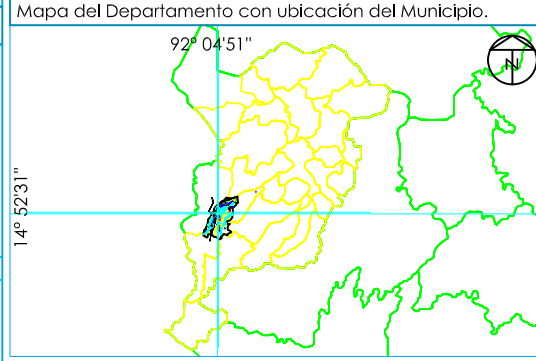 Mapa del Departamento con ubicación del Municipio.
92° 04'51"
N
14° 52'31"